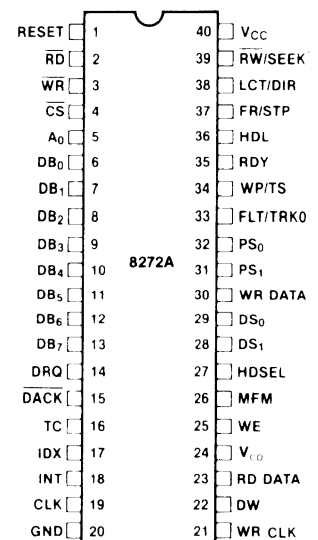 RESET 1 40 VCC
RD 2 39 RW/SEEK
WR 3 38 LCT/DIR
CS 4 37 FR/STP
A0 5 36 HDL
DB0 6 35 RDY
DB1 7 34 WP/TS
DB2 8 33 FLT/TRK0
DB3 9 32 PS0
8272A
DB4 10 31 PS1
DB5 11 30 WR DATA
DB6 12 29 DS0
DB7 13 28 DS1
DRQ 14 27 HDSEL
DACK 15 26 MFM
TC 16 25 WE
IDX 17 24 V
INT 18 23 RD DATA
CLK 19 22 DW
GND 20 21 WR CLK